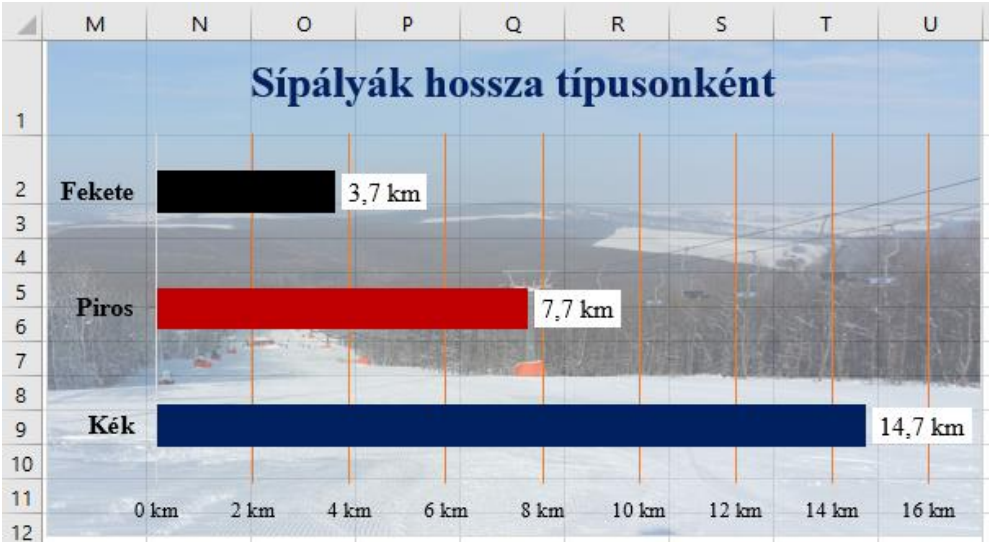 M N O P Q R S T U
Sípályák hossza típusonként
1
2 Fekete 3,7 km
3
4
5
Piros 7,7 km
6
7
8
9 Kék 14,7 km
10
11
0 km 2 km 4 km 6 km 8 km 10 km 12 km 14 km 16 km
12